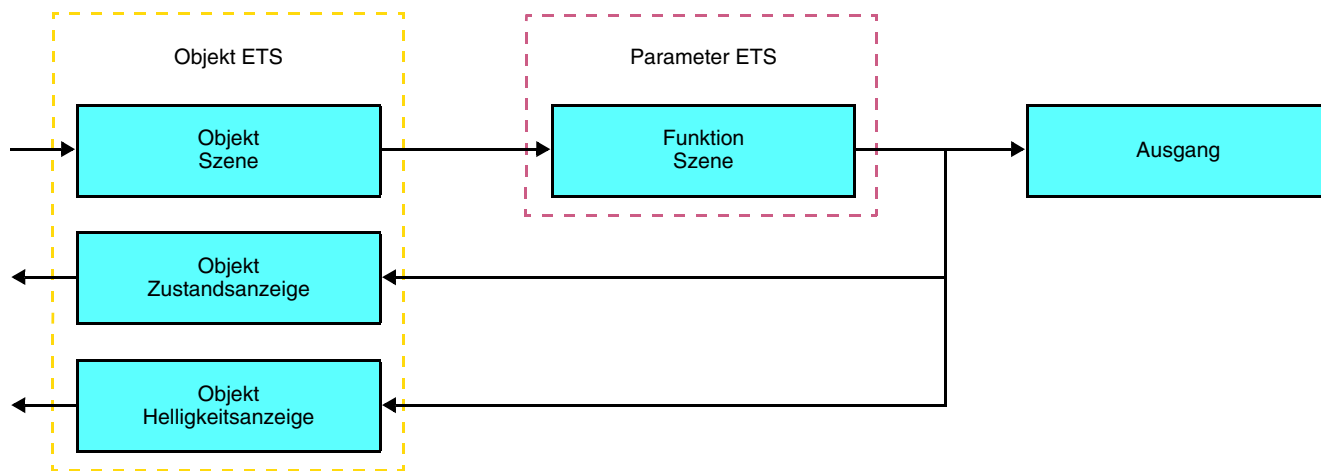 Objekt ETS
Parameter ETS
Objekt
Szene
Funktion
Szene
Ausgang
Objekt
Zustandsanzeige
Objekt
Helligkeitsanzeige